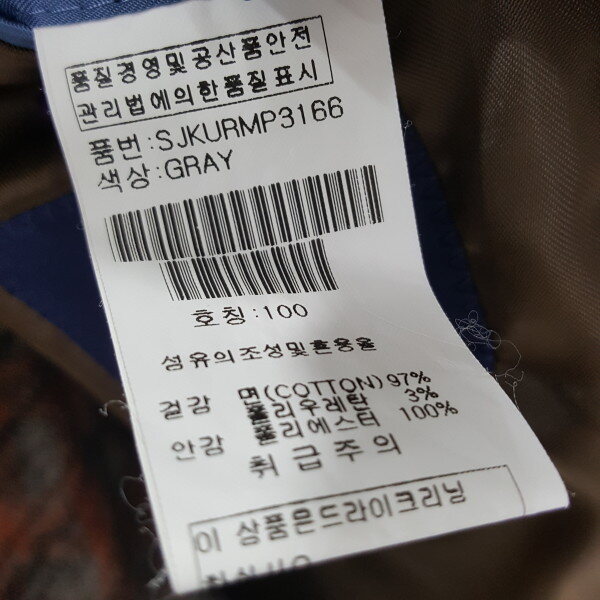 품질경영및공산품안전
관리법에의한품질표시
품번:SJKURMP3166
색상:GRAY
호칭:100
섬유의조성및혼용율
겉감 면(COTTON) 97%
폴리우레탄 3%
안감 폴리에스터 100%
취급주의
이 상품은드라이크리닝